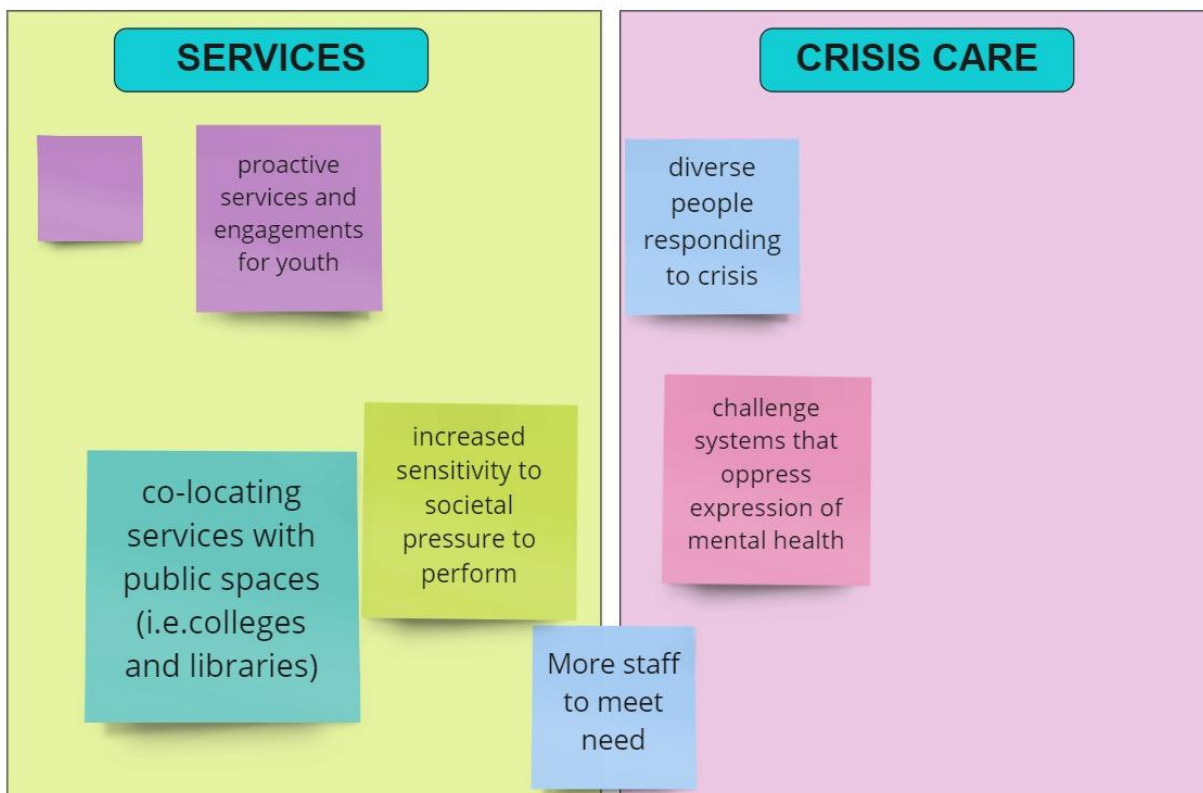 SERVICES
proactive
services and
engagements
for youth
co-locating
services with
public spaces
(i.e.colleges
and libraries)
increased
sensitivity to
societal
pressure to
perform
More staff
to meet
need
CRISIS CARE
diverse
people
responding
to crisis
challenge
systems that
oppress
expression of
mental health